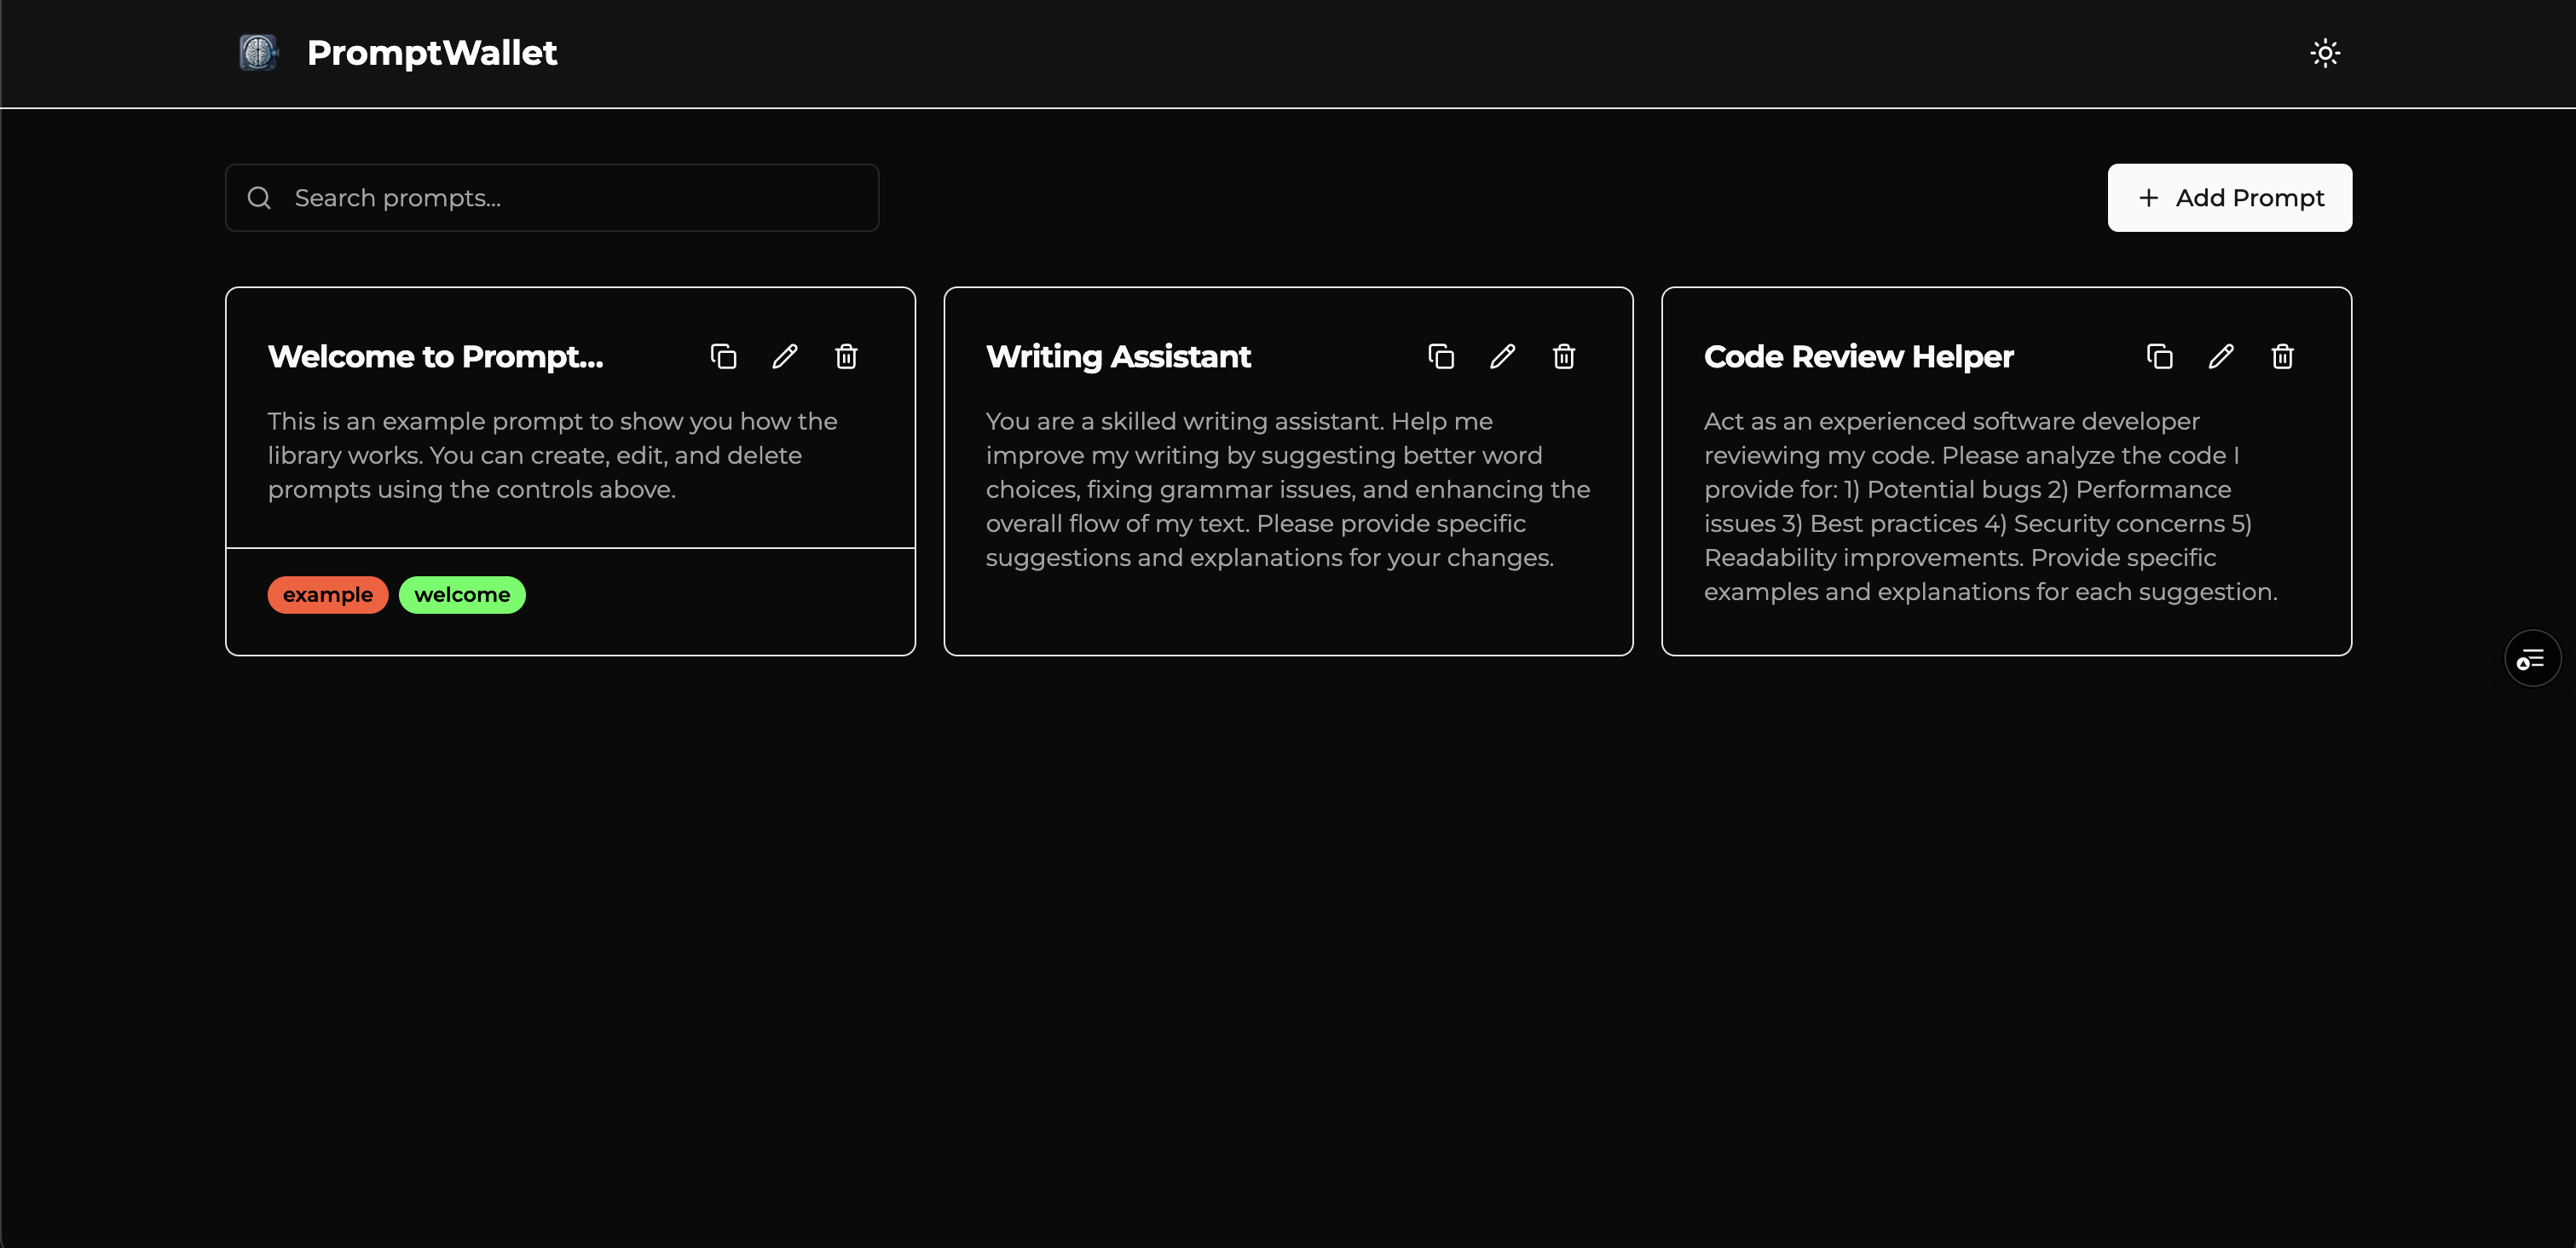 PromptWallet
Search prompts...
Add Prompt
Welcome to Prompt...
This is an example prompt to show you how the
library works. You can create, edit, and delete
prompts using the controls above.
example welcome
Writing Assistant
You are a skilled writing assistant. Help me
improve my writing by suggesting better word
choices, fixing grammar issues, and enhancing the
overall flow of my text. Please provide specific
suggestions and explanations for your changes.
Code Review Helper
Act as an experienced software developer
reviewing my code. Please analyze the code I
provide for: 1) Potential bugs 2) Performance
issues 3) Best practices 4) Security concerns 5)
Readability improvements. Provide specific
examples and explanations for each suggestion.